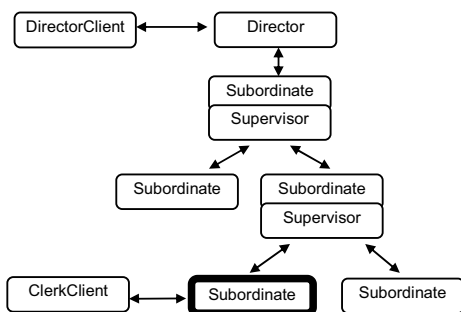 DirectorClient
Director
Subordinate
Supervisor
Subordinate
Subordinate
Supervisor
ClerkClient
Subordinate
Subordinate